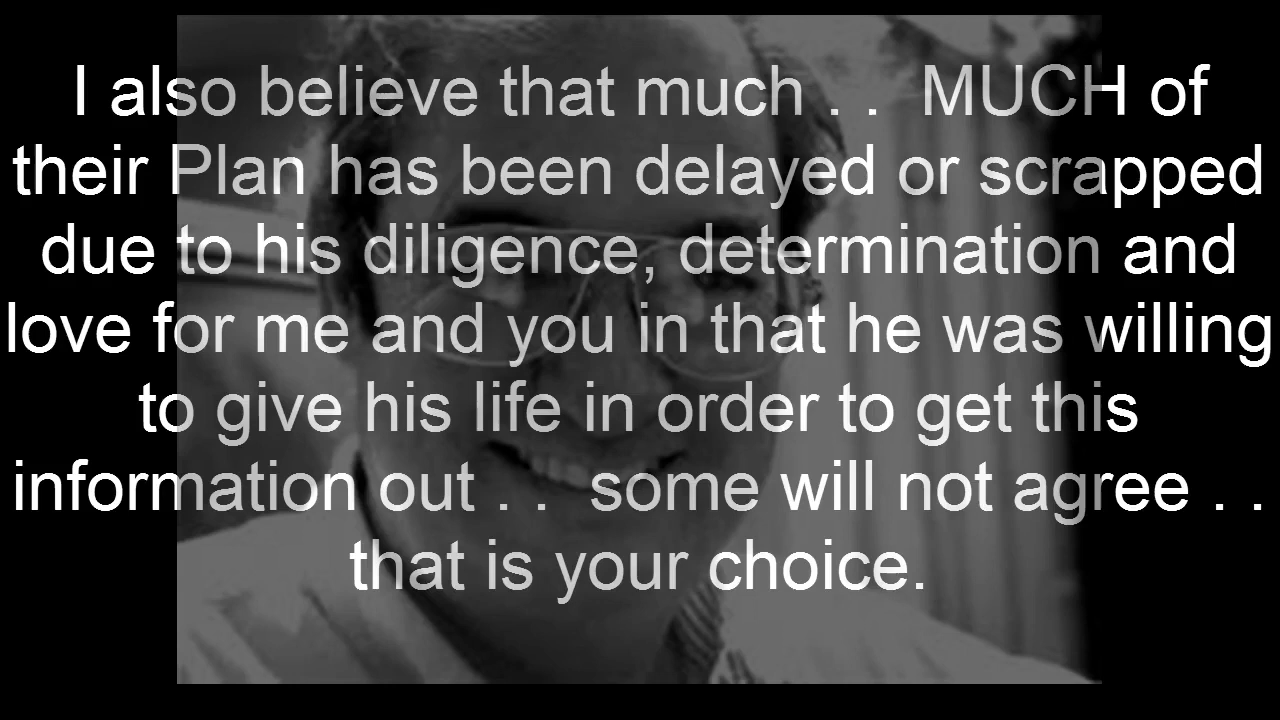 I also believe that much . .  MUCH of
their Plan has been delayed or scrapped
due to his diligence, determination and
love for me and you in that he was willing
to give his life in order to get this
information out . .  some will not agree . .
that is your choice.